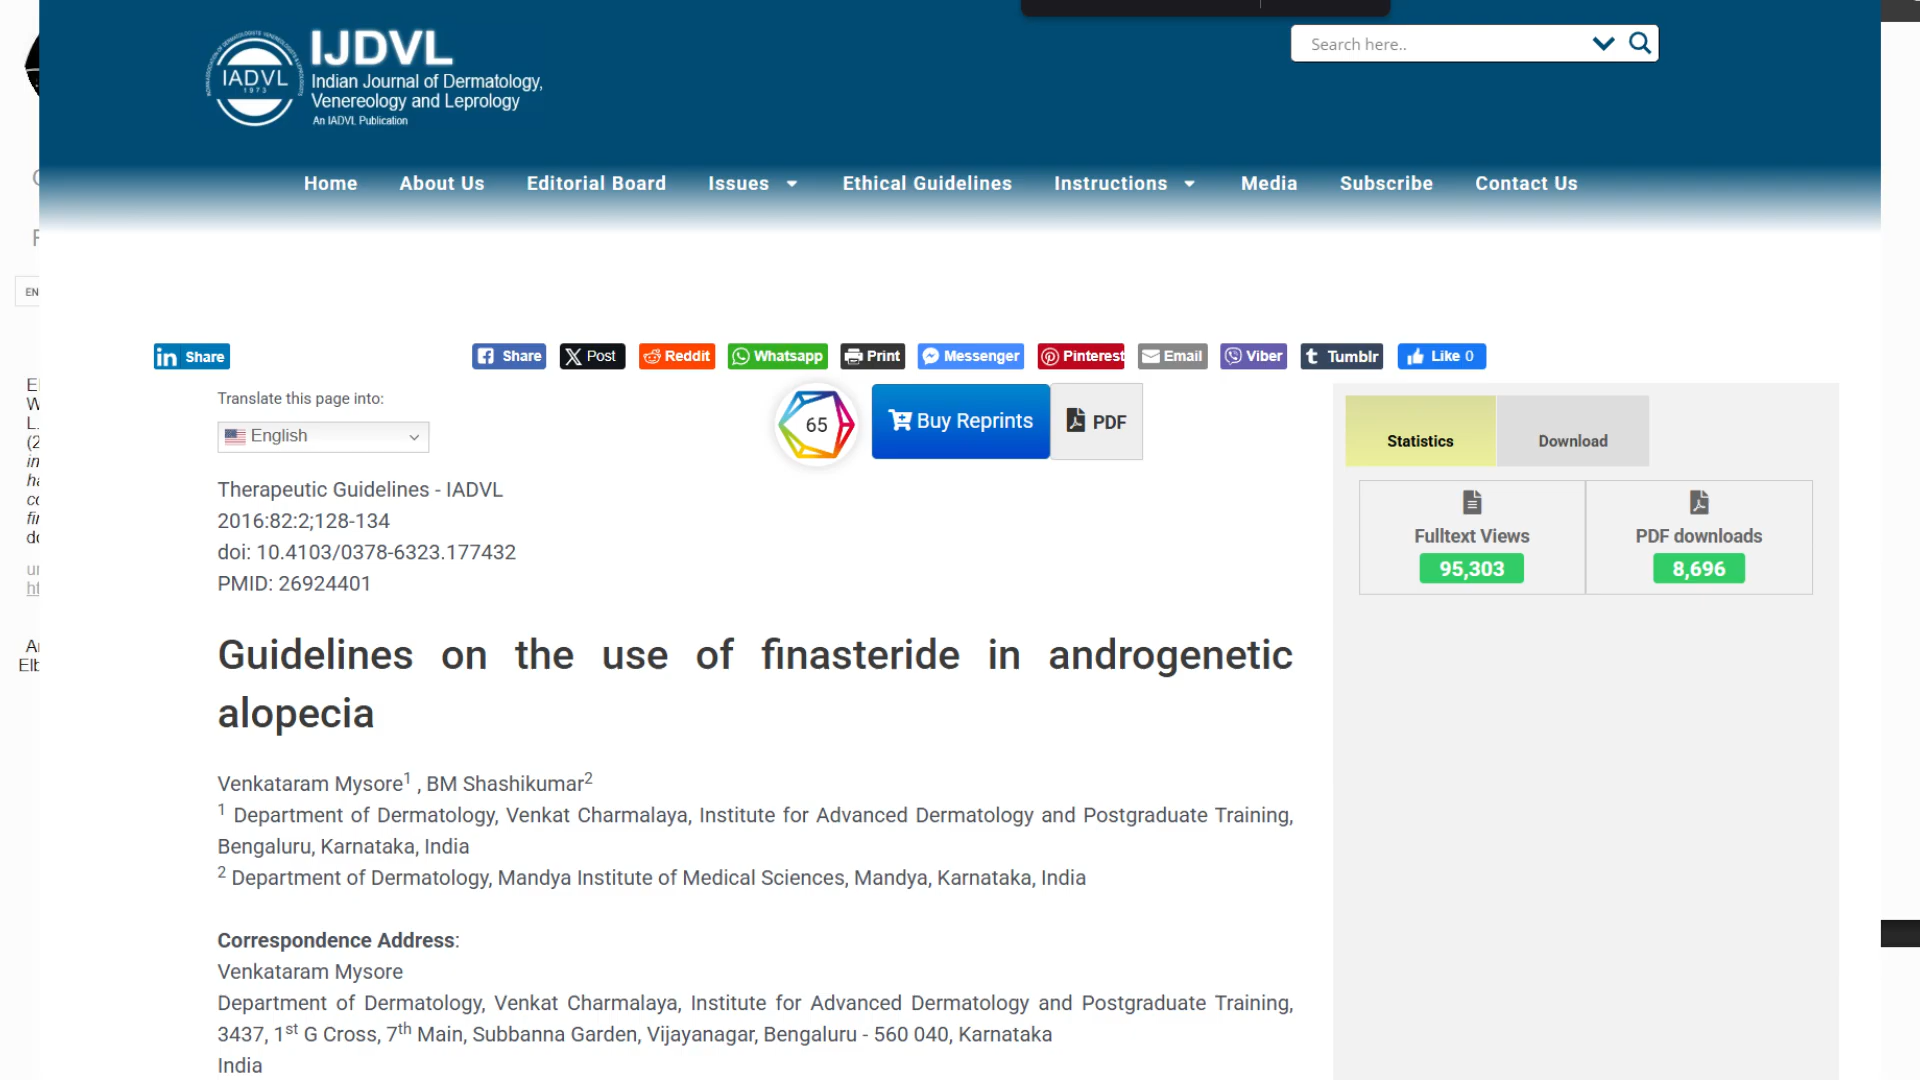 IADVL
1973
IJDVL
Indian Journal of Dermatology,
Venereology and Leprology
An IADVL Publication
Search here..
Home About Us Editorial Board Issues Ethical Guidelines Instructions Media Subscribe Contact Us
EN
Share Share Post Reddit Whatsapp Print Messenger Pinterest Email Viber Tumblr Like 0
Translate this page into:
English
65
Buy Reprints
PDF
Statistics
Download
Fulltext Views
95,303
PDF downloads
8,696
Therapeutic Guidelines - IADVL
2016:82:2;128-134
doi: 10.4103/0378-6323.177432
PMID: 26924401
Guidelines on the use of finasteride in androgenetic
alopecia
Venkataram Mysore1 , BM Shashikumar2
1 Department of Dermatology, Venkat Charmalaya, Institute for Advanced Dermatology and Postgraduate Training,
Bengaluru, Karnataka, India
2 Department of Dermatology, Mandya Institute of Medical Sciences, Mandya, Karnataka, India
Correspondence Address:
Venkataram Mysore
Department of Dermatology, Venkat Charmalaya, Institute for Advanced Dermatology and Postgraduate Training,
3437, 1st G Cross, 7th Main, Subbanna Garden, Vijayanagar, Bengaluru - 560 040, Karnataka
India